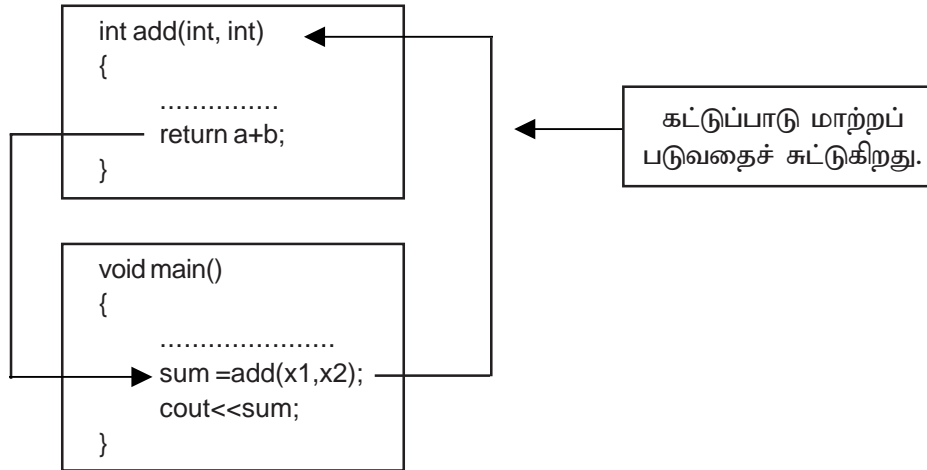 int add(int, int)
{
...............
return a+b;
}
கட்டுப்பாடு மாற்றப்
படுவதைச் சுட்டுகிறது.
void main()
{
......................
sum =add(x1,x2);
cout<<sum;
}